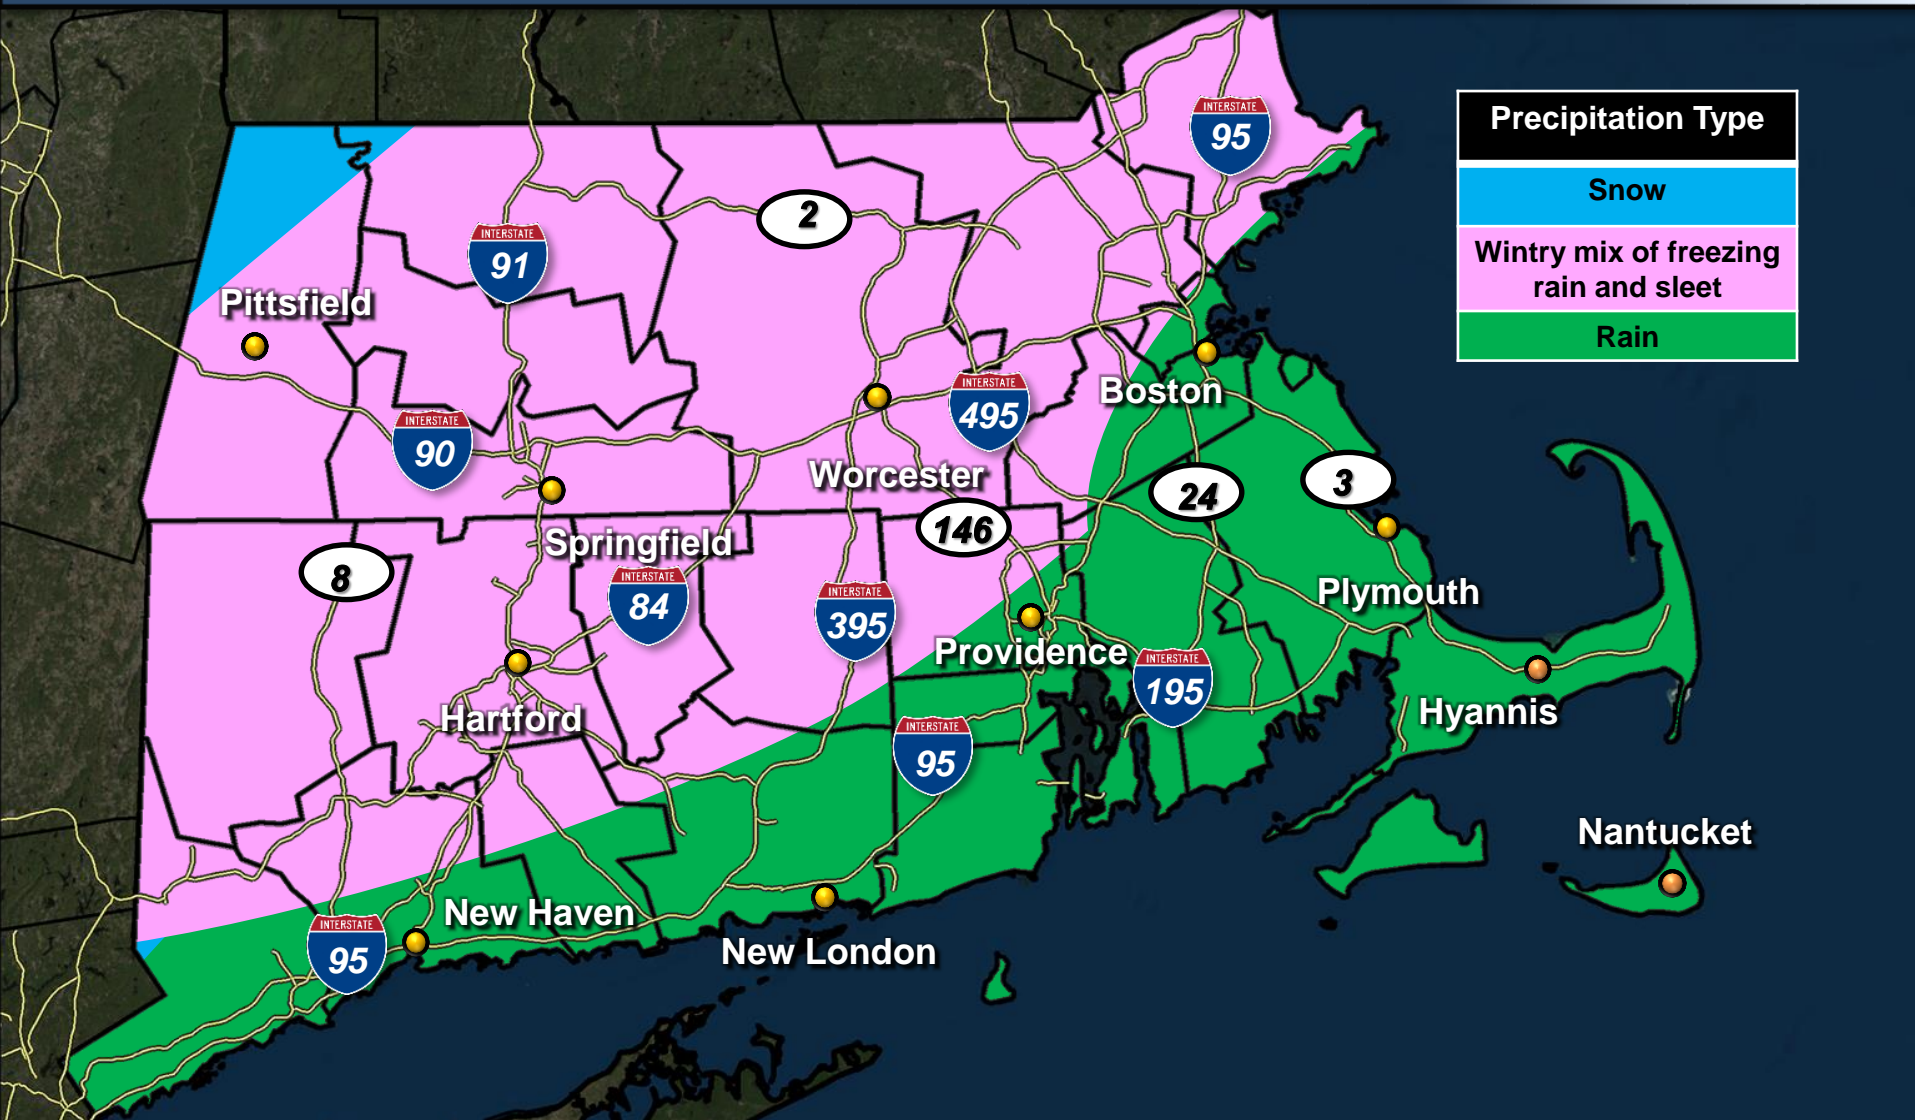 INTERSTATE
95
Precipitation Type
Snow
Wintry mix of freezing
rain and sleet
Rain
2
INTERSTATE
91
Pittsfield
INTERSTATE
90
INTERSTATE
495
Boston
Worcester
24
3
146
Springfield
8
INTERSTATE
84
INTERSTATE
395
Plymouth
Providence
INTERSTATE
195
Hartford
Hyannis
INTERSTATE
95
Nantucket
New Haven
INTERSTATE
95
New London